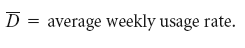 D̅ = average weekly usage rate.